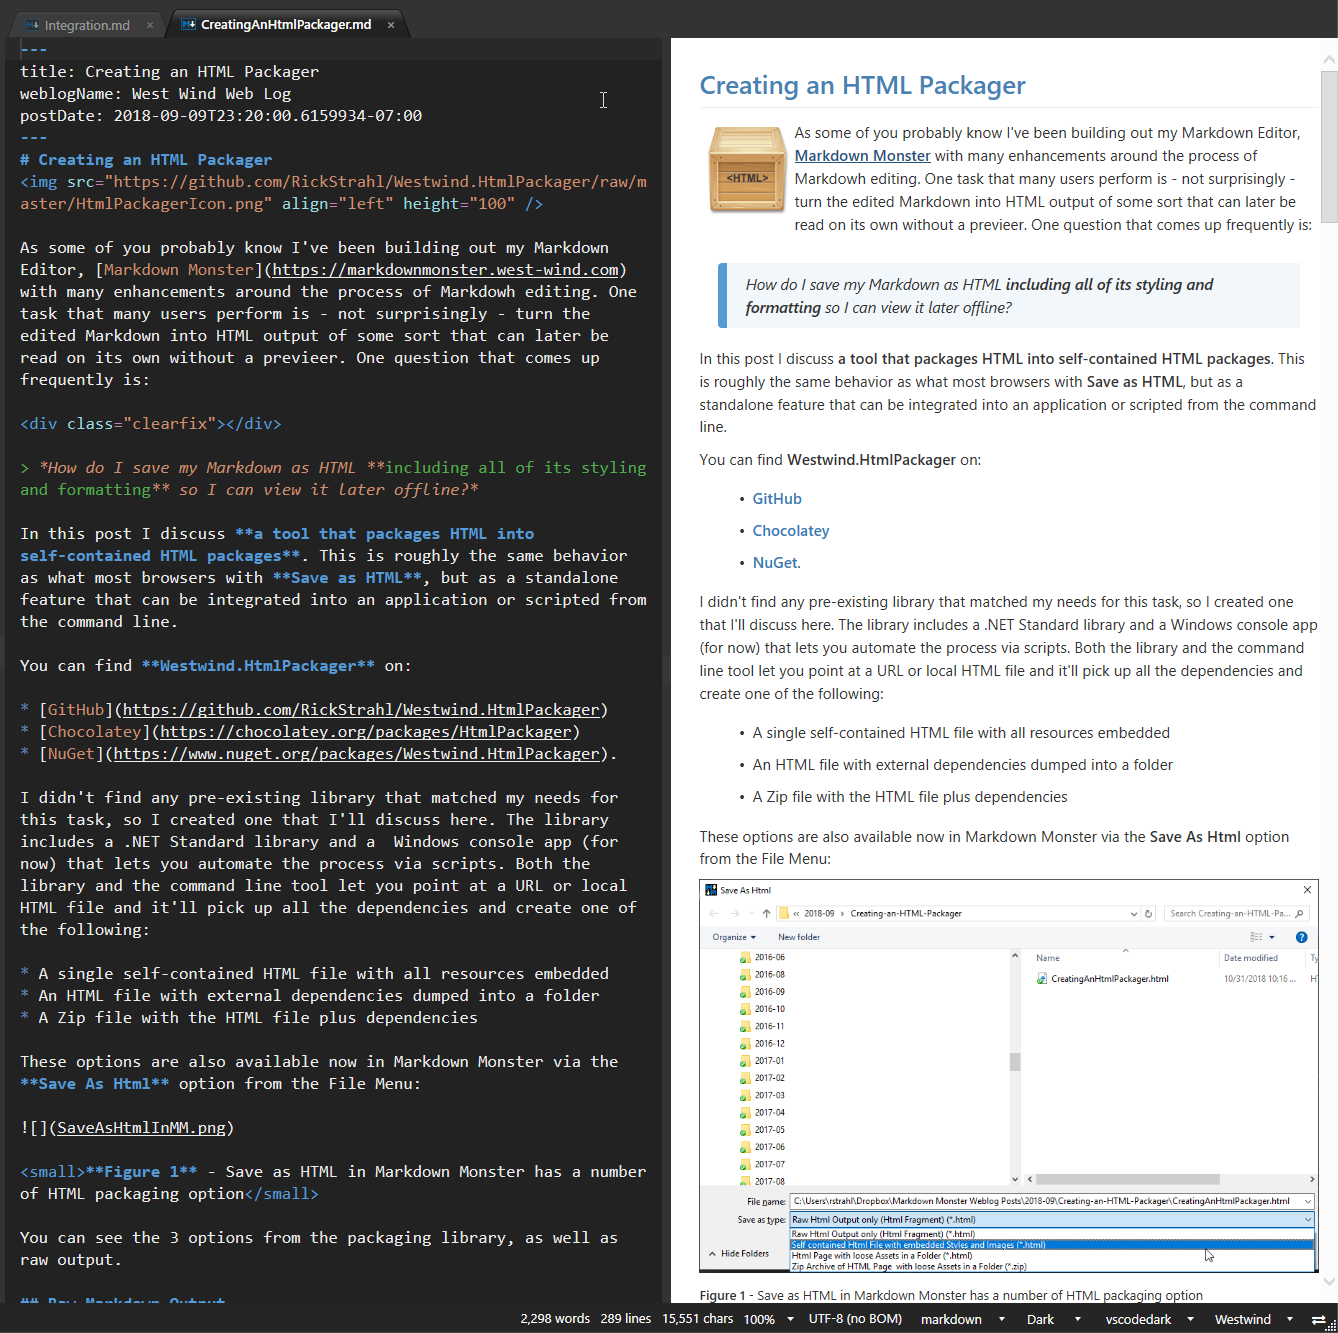 Integration.md ×
CreatingAnHtmlPackager.md ×
---
title: Creating an HTML Packager
weblogName: West Wind Web Log
postDate: 2018-09-09T23:20:00.6159934-07:00
---
# Creating an HTML Packager
<img src="https://github.com/RickStrahl/Westwind.HtmlPackager/raw/m
aster/HtmlPackagerIcon.png" align="left" height="100" />
As some of you probably know I've been building out my Markdown
Editor, [Markdown Monster](https://markdownmonster.west-wind.com)
with many enhancements around the process of Markdowh editing. One
task that many users perform is - not surprisingly - turn the
edited Markdown into HTML output of some sort that can later be
read on its own without a previeer. One question that comes up
frequently is:
<div class="clearfix"></div>
> *How do I save my Markdown as HTML **including all of its styling
and formatting** so I can view it later offline?*
In this post I discuss **a tool that packages HTML into
self-contained HTML packages**. This is roughly the same behavior
as what most browsers with **Save as HTML**, but as a standalone
feature that can be integrated into an application or scripted from
the command line.
You can find **Westwind.HtmlPackager** on:
* [GitHub](https://github.com/RickStrahl/Westwind.HtmlPackager)
* [Chocolatey](https://chocolatey.org/packages/HtmlPackager)
* [NuGet](https://www.nuget.org/packages/Westwind.HtmlPackager).
I didn't find any pre-existing library that matched my needs for
this task, so I created one that I'll discuss here. The library
includes a .NET Standard library and a  Windows console app (for
now) that lets you automate the process via scripts. Both the
library and the command line tool let you point at a URL or local
HTML file and it'll pick up all the dependencies and create one of
the following:
* A single self-contained HTML file with all resources embedded
* An HTML file with external dependencies dumped into a folder
* A Zip file with the HTML file plus dependencies
These options are also available now in Markdown Monster via the
**Save As Html** option from the File Menu:
![](SaveAsHtmlInMM.png)
<small>**Figure 1** - Save as HTML in Markdown Monster has a number
of HTML packaging option</small>
You can see the 3 options from the packaging library, as well as
raw output.
## Raw Markdown Output
Creating an HTML Packager
<HTML>
As some of you probably know I've been building out my Markdown Editor,
Markdown Monster with many enhancements around the process of
Markdowh editing. One task that many users perform is - not surprisingly -
turn the edited Markdown into HTML output of some sort that can later be
read on its own without a previeer. One question that comes up frequently is:
How do I save my Markdown as HTML including all of its styling and
formatting so I can view it later offline?
In this post I discuss a tool that packages HTML into self-contained HTML packages. This
is roughly the same behavior as what most browsers with Save as HTML, but as a
standalone feature that can be integrated into an application or scripted from the command
line.
You can find Westwind.HtmlPackager on:
• GitHub
• Chocolatey
• NuGet.
I didn't find any pre-existing library that matched my needs for this task, so I created one
that I'll discuss here. The library includes a .NET Standard library and a Windows console app
(for now) that lets you automate the process via scripts. Both the library and the command
line tool let you point at a URL or local HTML file and it'll pick up all the dependencies and
create one of the following:
• A single self-contained HTML file with all resources embedded
• An HTML file with external dependencies dumped into a folder
• A Zip file with the HTML file plus dependencies
These options are also available now in Markdown Monster via the Save As Html option
from the File Menu:
Save As Html
« 2018-09 › Creating-an-HTML-Packager
Search Creating-an-HTML-Pa...
Organize New folder
Name Date modified Ty
CreatingAnHtmlPackager.html 10/31/2018 10:16 ... H
2016-06
2016-08
2016-09
2016-10
2016-11
2016-12
2017-01
2017-02
2017-03
2017-04
2017-05
2017-06
2017-07
2017-08
File name: C:\Users\rstrahl\Dropbox\Markdown Monster Weblog Posts\2018-09\Creating-an-HTML-Packager\CreatingAnHtmlPackager.html
Save as type: Raw Html Output only (Html Fragment) (*.html)
Raw Html Output only (Html Fragment) (*.html)
Self contained Html File with embedded Styles and Images (*.html)
Html Page with loose Assets in a Folder (*.html)
Zip Archive of HTML Page  with loose Assets in a Folder (*.zip)
Hide Folders
Figure 1 - Save as HTML in Markdown Monster has a number of HTML packaging option
2,298 words 289 lines 15,551 chars 100% UTF-8 (no BOM) markdown Dark vscodedark Westwind